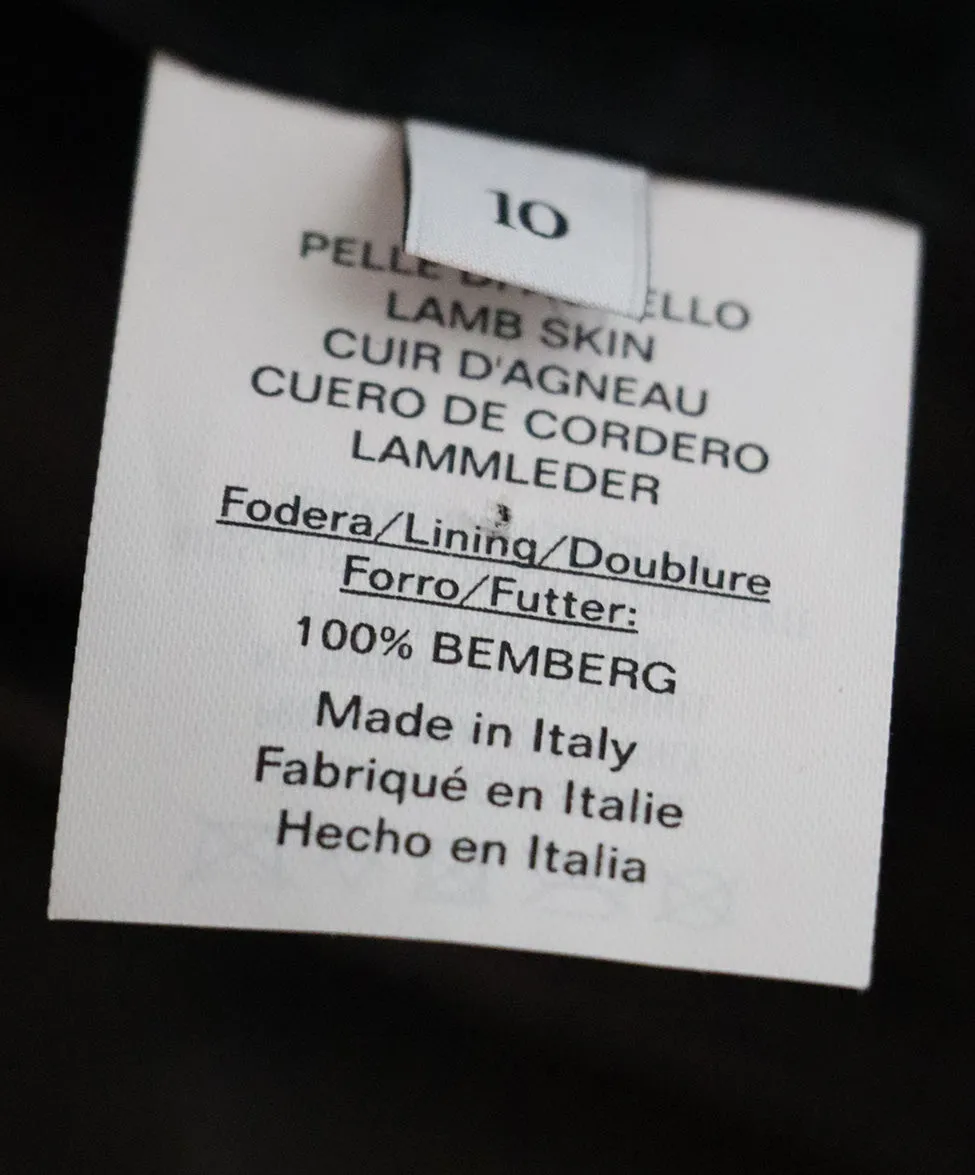 10
PELLE
LAMB SKIN
CUIR D'AGNEAU
CUERO DE CORDERO
LAMMLEDER
Fodera/Lining/Doublure
Forro/Futter:
100% BEMBERG
Made in Italy
Fabriqué en Italie
Hecho en Italia